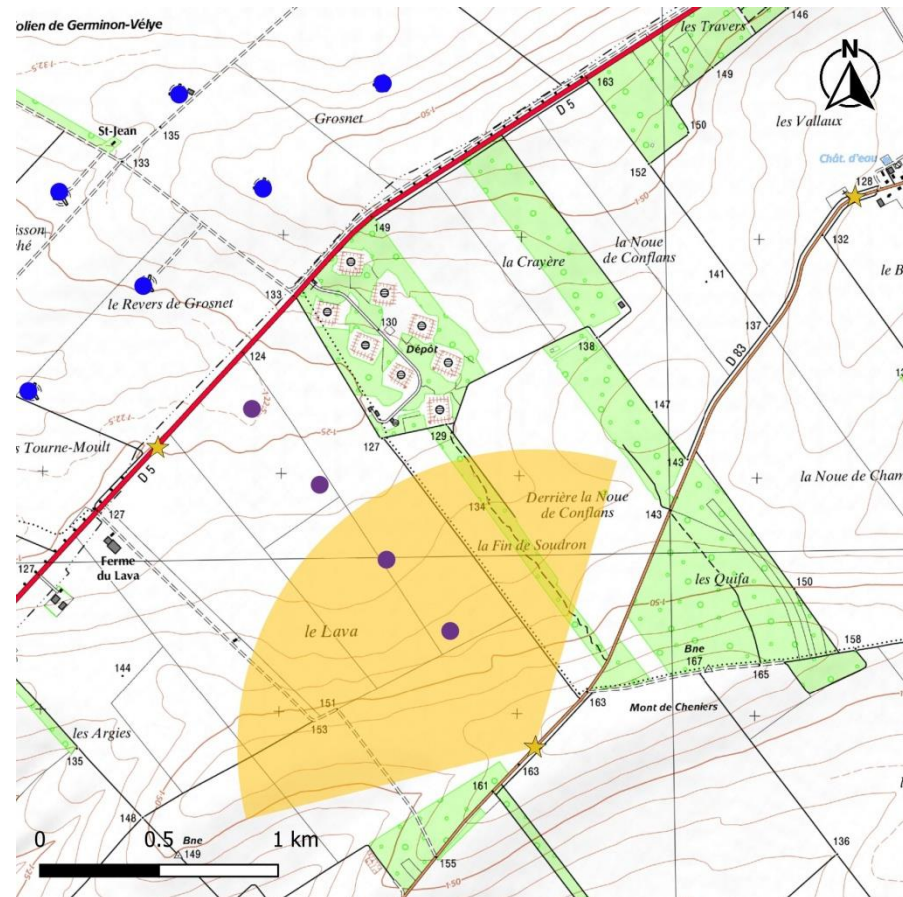 olien de Germinon-Vélye
les Travers
146
N
163
149
Grosnet
135
D 5
150
les Vallaux
St-Jean
133
152
Chât. d'eau
128
isson
149
la Noue
de Conflans
132
la Crayère
le B
133
141
le Revers de Grosnet
130
137
Dépôt
138
D 83
124
147
127
129
s Tourne-Moult
143
la Noue de Cham
D 5
134
Derrière la Noue
de Conflans
143
127
la Fin de Soudron
Ferme
du Lava
127
150
les Quifa
le Lava
158
Bne
167
165
144
163
151
Mont de Cheniers
153
les Argies
135
163
161
148
0 0.5 1 km
Bne
149
155
136